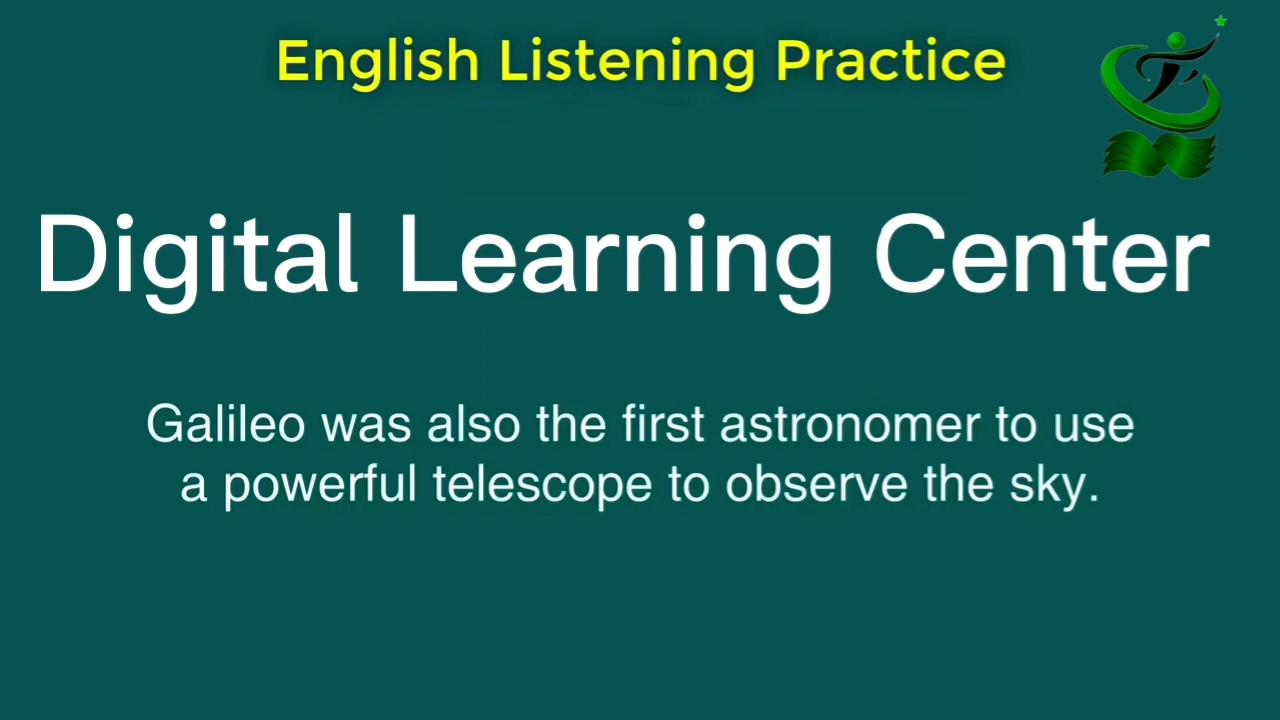 English Listening Practice
Digital Learning Center
Galileo was also the first astronomer to use
a powerful telescope to observe the sky.